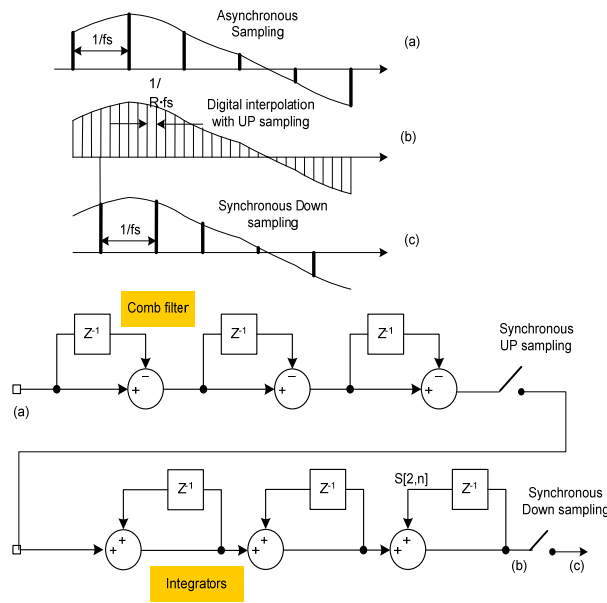 Asynchronous
Sampling
(a)
1/fs
1/
R·fs
Digital interpolation
with UP sampling
(b)
Synchronous Down
sampling
1/fs
(c)
Comb filter
Z-1
Z-1
Z-1
Synchronous
UP sampling
+
−
+
−
+
−
(a)
Z-1
Z-1
S[2,n]
Z-1
Synchronous
Down sampling
+
+
+
+
+
+
(b)
(c)
Integrators